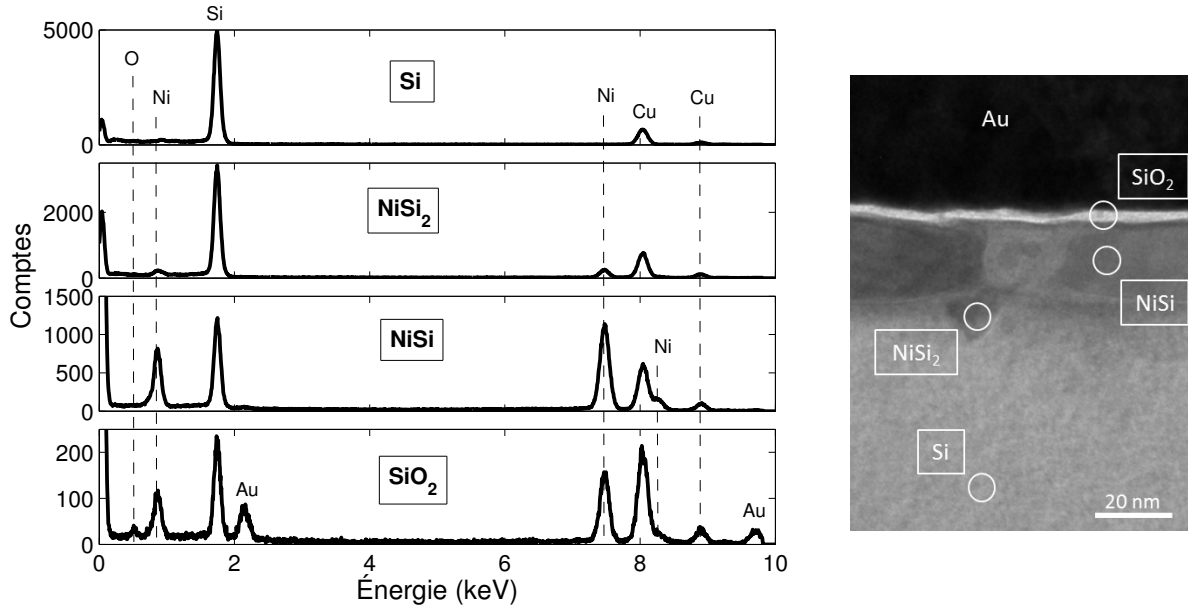 Si
5000
O
Ni
Si
Ni
Cu
Cu
0
2000
NiSi2
0
1500
1000
NiSi
Ni
500
0
200
SiO2
100
Au
Au
0
0
2
4
6
8
10
Comptes
Énergie (keV)
Au
SiO2
NiSi
NiSi2
Si
20 nm